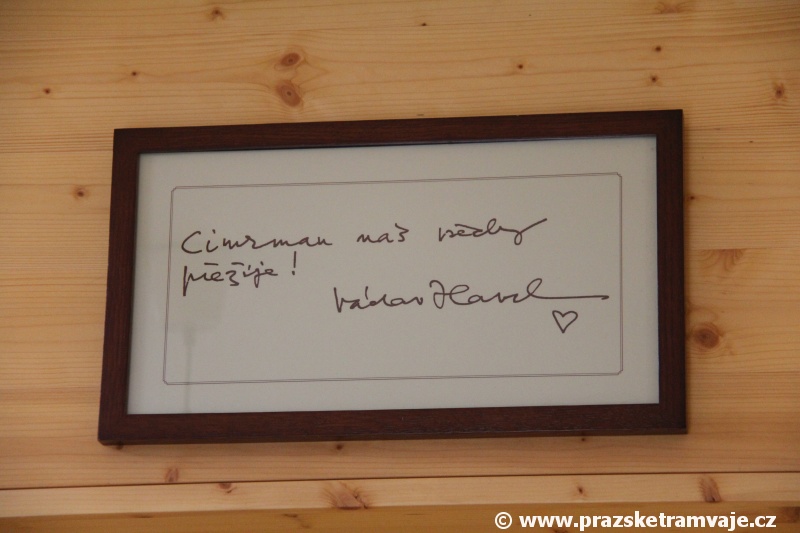 Cimrman nás všechny
přežije!
Václav Havel
© www.prazsketramvaje.cz